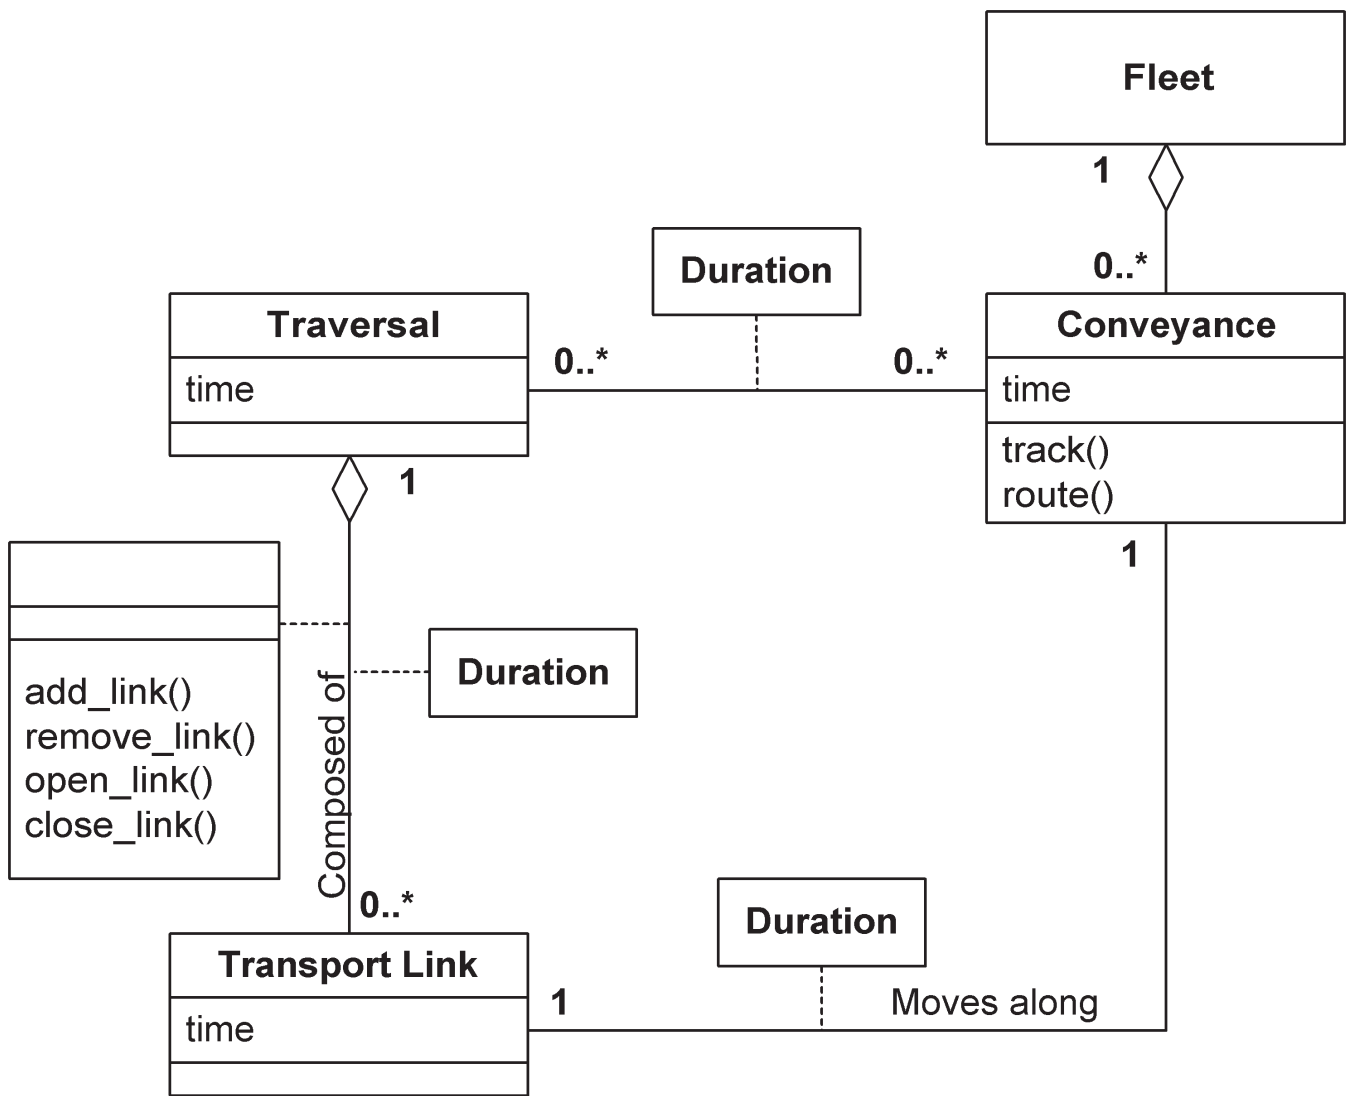 Fleet
1
0..*
Duration
Traversal
time
0..*
0..*
Conveyance
time
track()
route()
1
1
add_link()
remove_link()
open_link()
close_link()
Composed of
Duration
0..*
Transport Link
time
1
Duration
Moves along